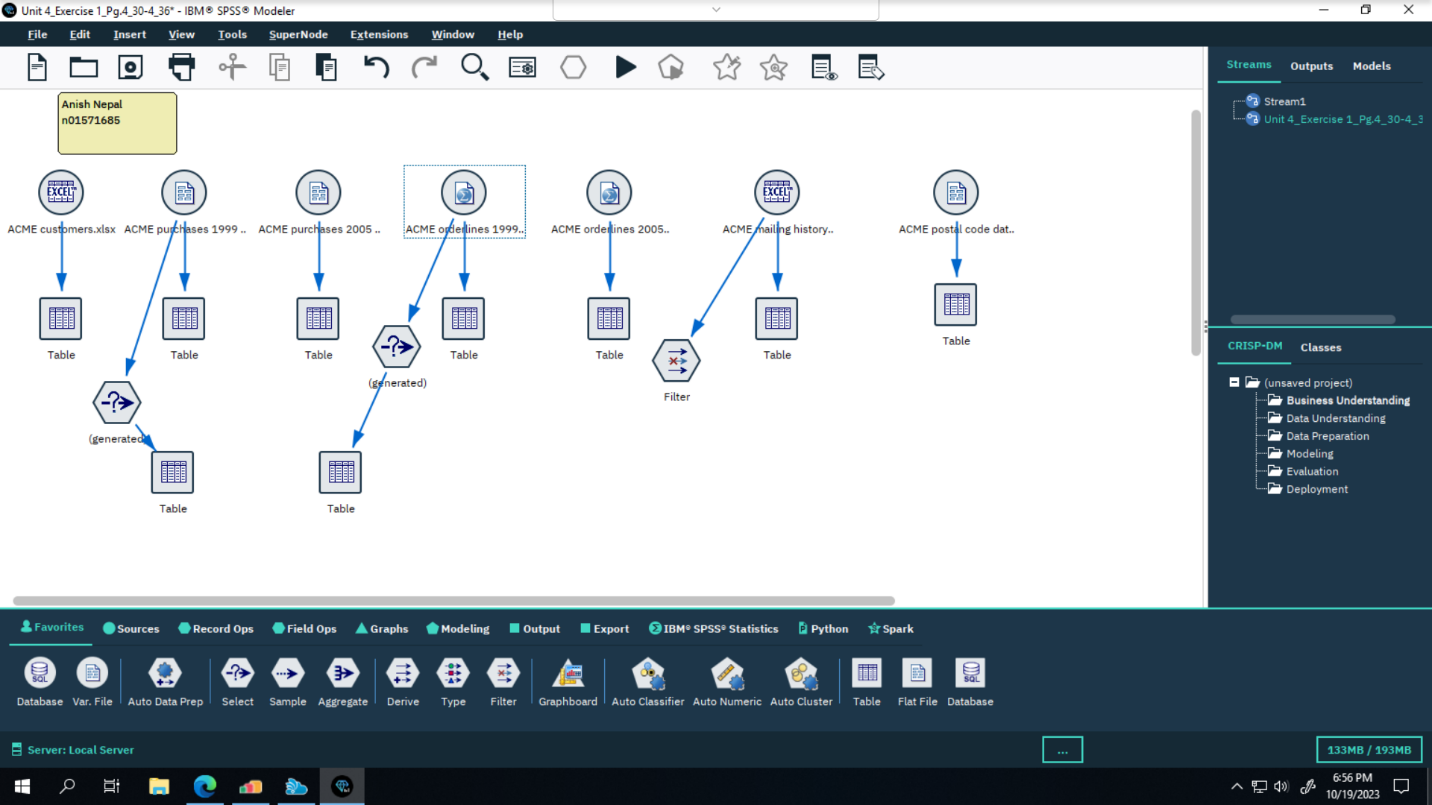 Unit 4_Exercise 1_Pg.4_30-4_36* - IBM® SPSS® Modeler
File Edit Insert View Tools SuperNode Extensions Window Help
Anish Nepal
n01571685
EXCEL™
EXCEL™
ACME customers.xlsx ACME purchases 1999 .. ACME purchases 2005 .. ACME orderlines 1999.. ACME orderlines 2005.. ACME mailing history.. ACME postal code dat..
Table Table Table Table Table Table Table
(generated)
Filter
(generated
Table Table
Streams Outputs Models
Stream1
Unit 4_Exercise 1_Pg.4_30-4_3
CRISP-DM Classes
(unsaved project)
Business Understanding
Data Understanding
Data Preparation
Modeling
Evaluation
Deployment
Favorites Sources Record Ops Field Ops Graphs Modeling Output Export IBM® SPSS® Statistics Python Spark
SQL
SQL
Database Var. File Auto Data Prep Select Sample Aggregate Derive Type Filter Graphboard Auto Classifier Auto Numeric Auto Cluster Table Flat File Database
Server: Local Server ... 133MB / 193MB
6:56 PM
10/19/2023